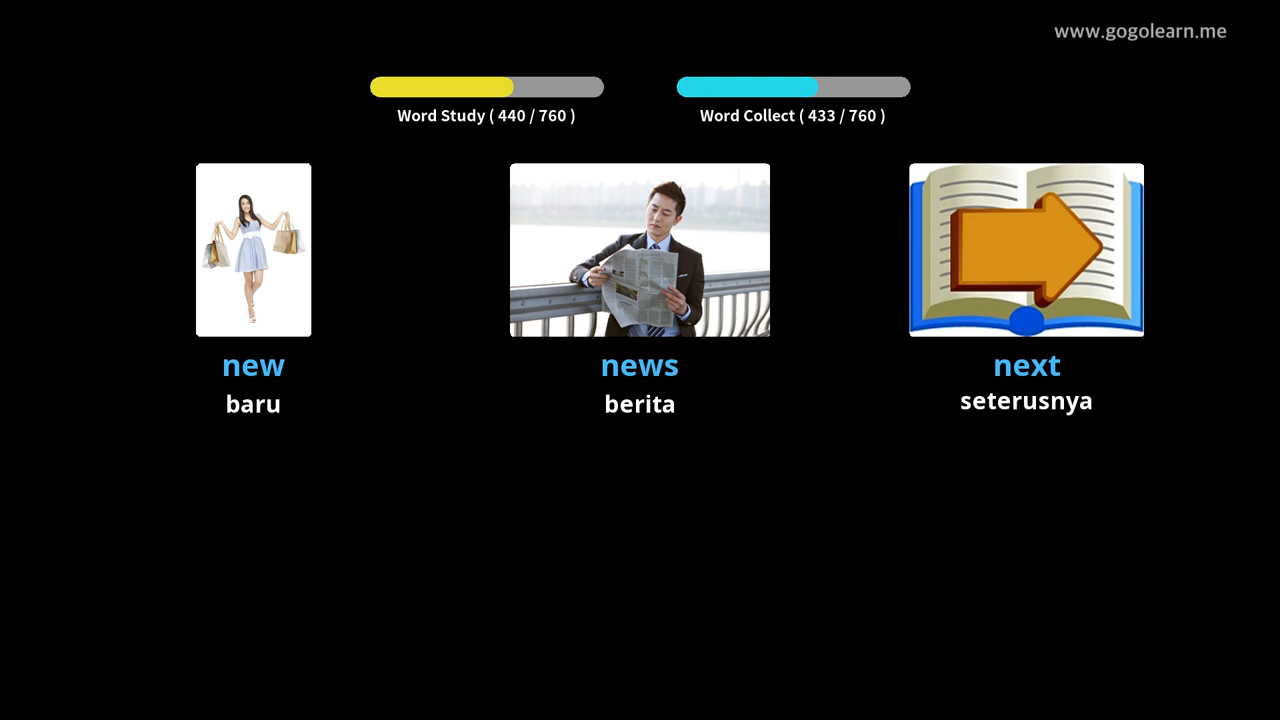 www.gogolearn.me
Word Study ( 440 / 760 )
Word Collect ( 433 / 760 )
new
baru
news
berita
next
seterusnya